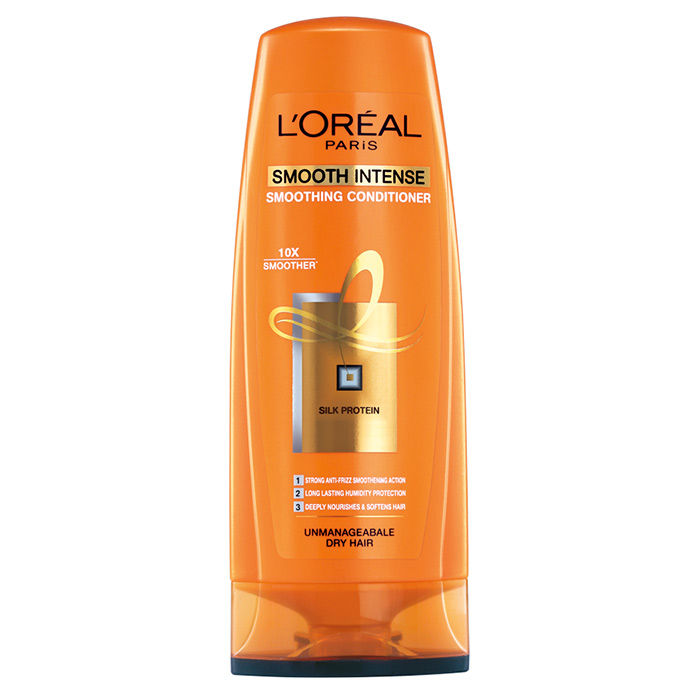 L'ORÉAL
PARiS
SMOOTH INTENSE
SMOOTHING CONDITIONER
10X
SMOOTHER*
SILK PROTEIN
1 STRONG ANTI-FRIZZ SMOOTHENING ACTION
2 LONG LASTING HUMIDITY PROTECTION
3 DEEPLY NOURISHES & SOFTENS HAIR
UNMANAGEABALE
DRY HAIR